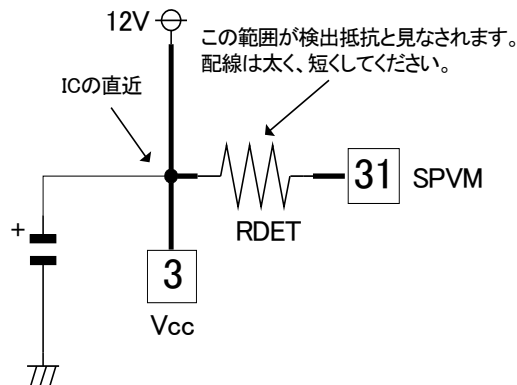 12V
この範囲が検出抵抗と見なされます。
配線は太く、短くしてください。
ICの直近
31 SPVM
+
RDET
3
Vcc